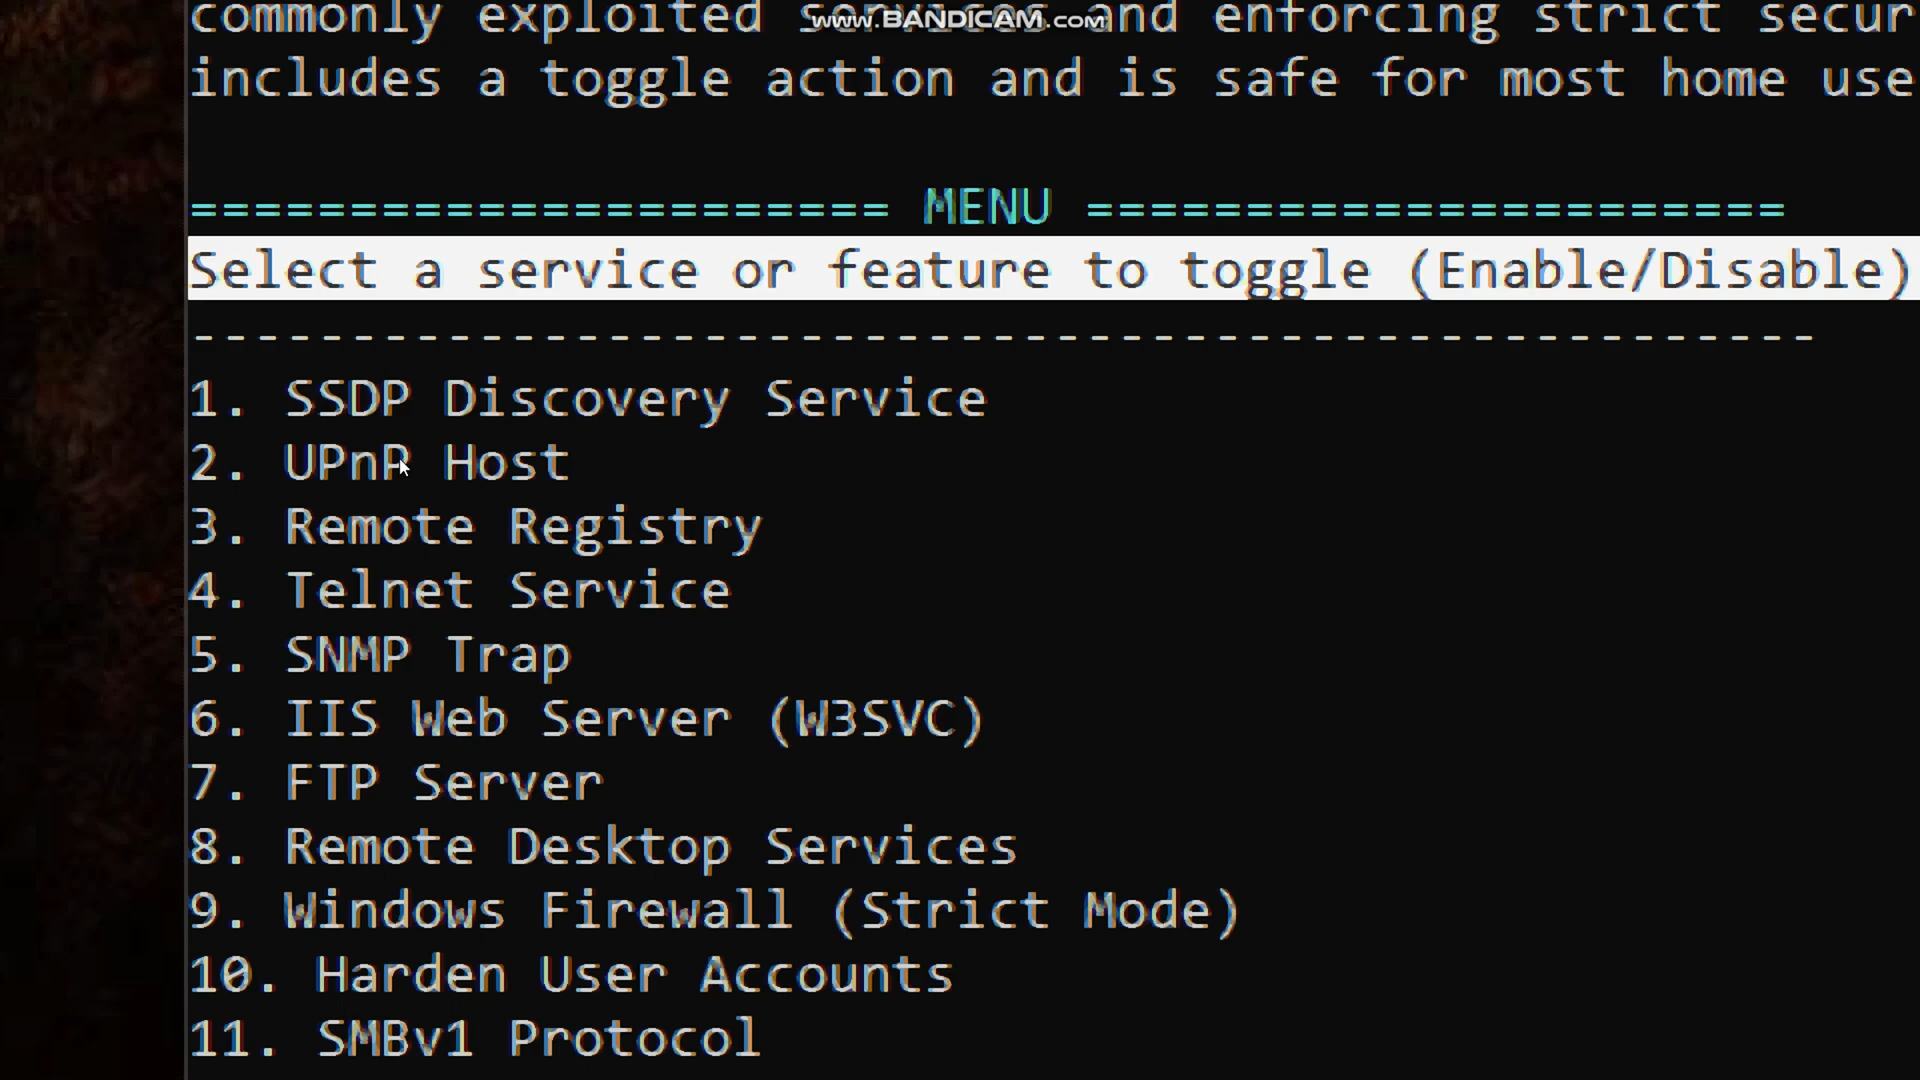 www.BANDICAM.com
commonly exploited services and enforcing strict secur
includes a toggle action and is safe for most home use
====================== MENU ======================
Select a service or feature to toggle (Enable/Disable)
---------------------------------------------------
1. SSDP Discovery Service
2. UPnP Host
3. Remote Registry
4. Telnet Service
5. SNMP Trap
6. IIS Web Server (W3SVC)
7. FTP Server
8. Remote Desktop Services
9. Windows Firewall (Strict Mode)
10. Harden User Accounts
11. SMBv1 Protocol